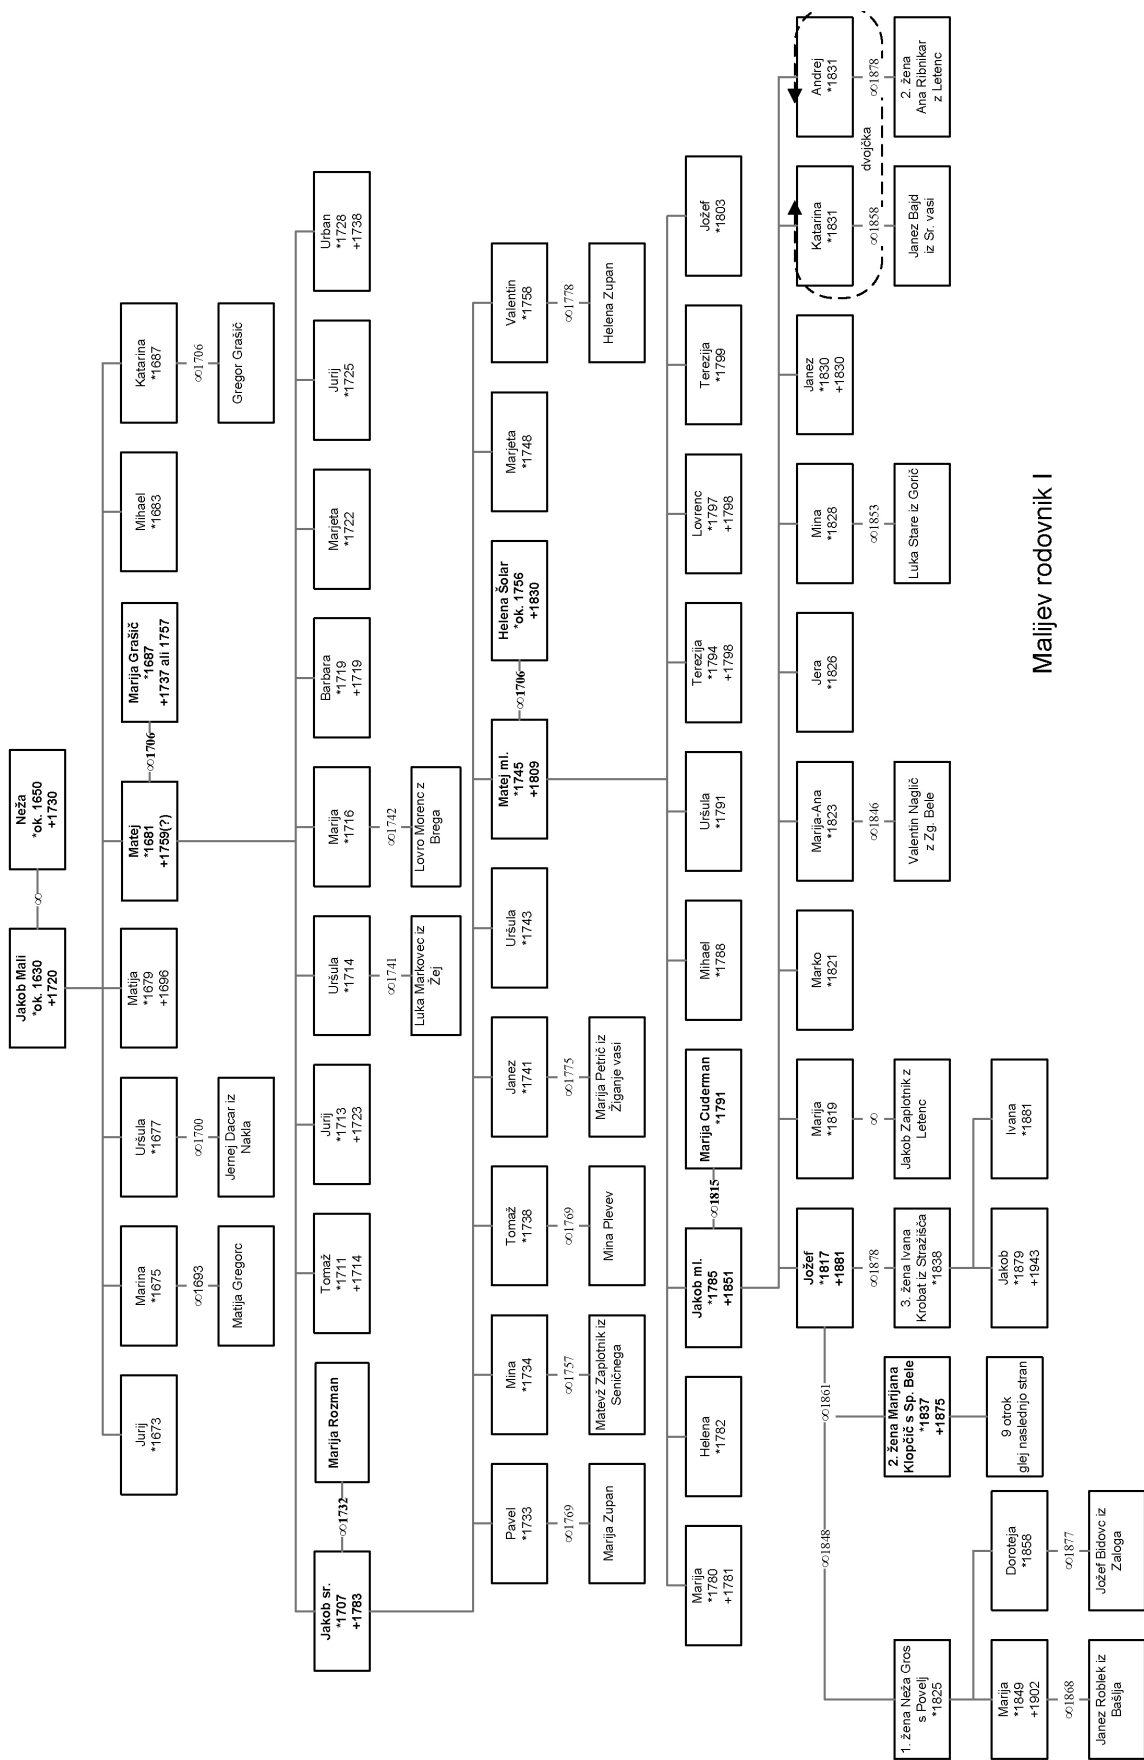 Jakob Mali
*ok. 1630
+1720
∞
Neža
*ok. 1650
+1730
Jurij
*1673
Marina
*1675
∞1693
Matija Gregorc
Uršula
*1677
∞1700
Jernej Dacar iz
Nakla
Matija
*1679
+1696
Matej
*1681
+1759(?)
∞1706
Marija Grašič
*1687
+1737 ali 1757
Mihael
*1683
Katarina
*1687
∞1706
Gregor Grašič
Jakob sr.
*1707
+1783
∞1732
Marija Rozman
Tomaž
*1711
+1714
Jurij
*1713
+1723
Uršula
*1714
∞1741
Luka Markovec iz
Žej
Marija
*1716
∞1742
Lovro Morenc z
Brega
Barbara
*1719
+1719
Marjeta
*1722
Jurij
*1725
Urban
*1728
+1738
Pavel
*1733
∞1769
Marija Zupan
Mina
*1734
∞1757
Matevž Zaplotnik iz
Seničnega
Tomaž
*1738
∞1769
Mina Plevev
Janez
*1741
∞1775
Marija Petrič iz
Žiganje vasi
Uršula
*1743
Matej ml.
*1745
+1809
∞1706
Helena Šolar
*ok. 1756
+1830
Marjeta
*1748
Valentin
*1758
∞1778
Helena Zupan
Marija
*1780
+1781
Helena
*1782
Jakob ml.
*1785
+1851
∞1815
Marija Cuderman
*1791
Mihael
*1788
Uršula
*1791
Terezija
*1794
+1798
Lovrenc
*1797
+1798
Terezija
*1799
Jožef
*1803
Jožef
*1817
+1881
∞1848
1. žena Neža Gros
s Povelj
*1825
Marija
*1849
+1902
∞1868
Janez Roblek iz
Bašlja
Doroteja
*1858
∞1877
Jožef Bidovc iz
Zaloga
∞1861
2. žena Marijana
Klopčič s Sp. Bele
*1837
+1875
9 otrok
glej naslednjo stran
∞1878
3. žena Ivana
Krobat iz Stražišča
*1838
Jakob
*1879
+1943
Ivana
*1881
Marija
*1819
∞
Jakob Zaplotnik z
Letenc
Marko
*1821
Marija-Ana
*1823
∞1846
Valentin Naglič
z Zg. Bele
Jera
*1826
Mina
*1828
∞1853
Luka Stare iz Gorič
Janez
*1830
+1830
Katarina
*1831
∞1858
Janez Bajd
iz Sr. vasi
dvojčka
Andrej
*1831
∞1878
2. žena
Ana Ribnikar
z Letenc
Malijev rodovnik I